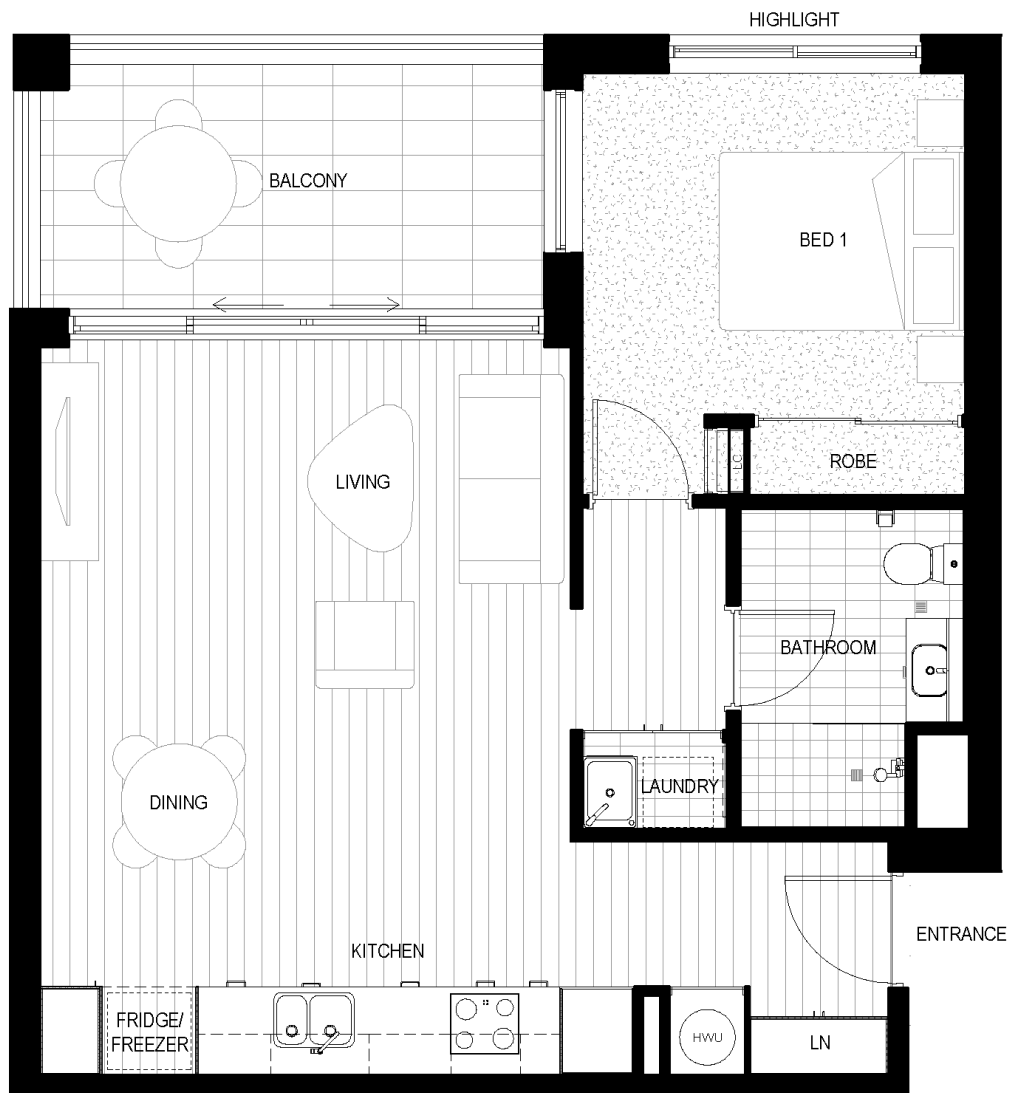 HIGHLIGHT
BALCONY
BED 1
LIVING
LC
ROBE
BATHROOM
LAUNDRY
DINING
ENTRANCE
KITCHEN
FRIDGE/
FREEZER
HWU
LN